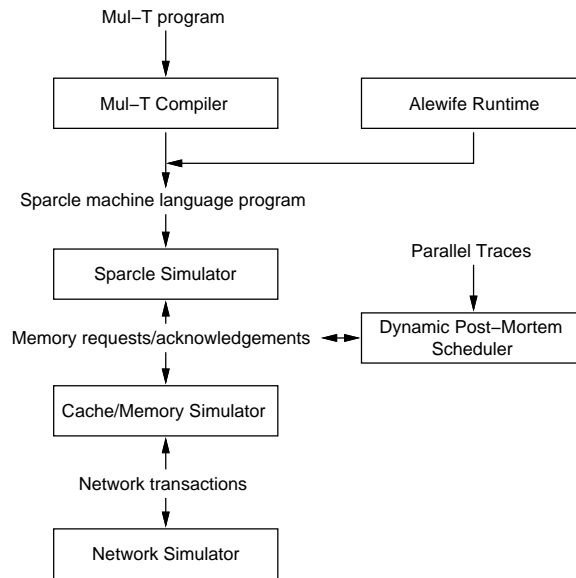 Mul−T program
Mul−T Compiler
Alewife Runtime
Sparcle machine language program
Sparcle Simulator
Parallel Traces
Memory requests/acknowledgements
Dynamic Post−Mortem
Scheduler
Cache/Memory Simulator
Network transactions
Network Simulator